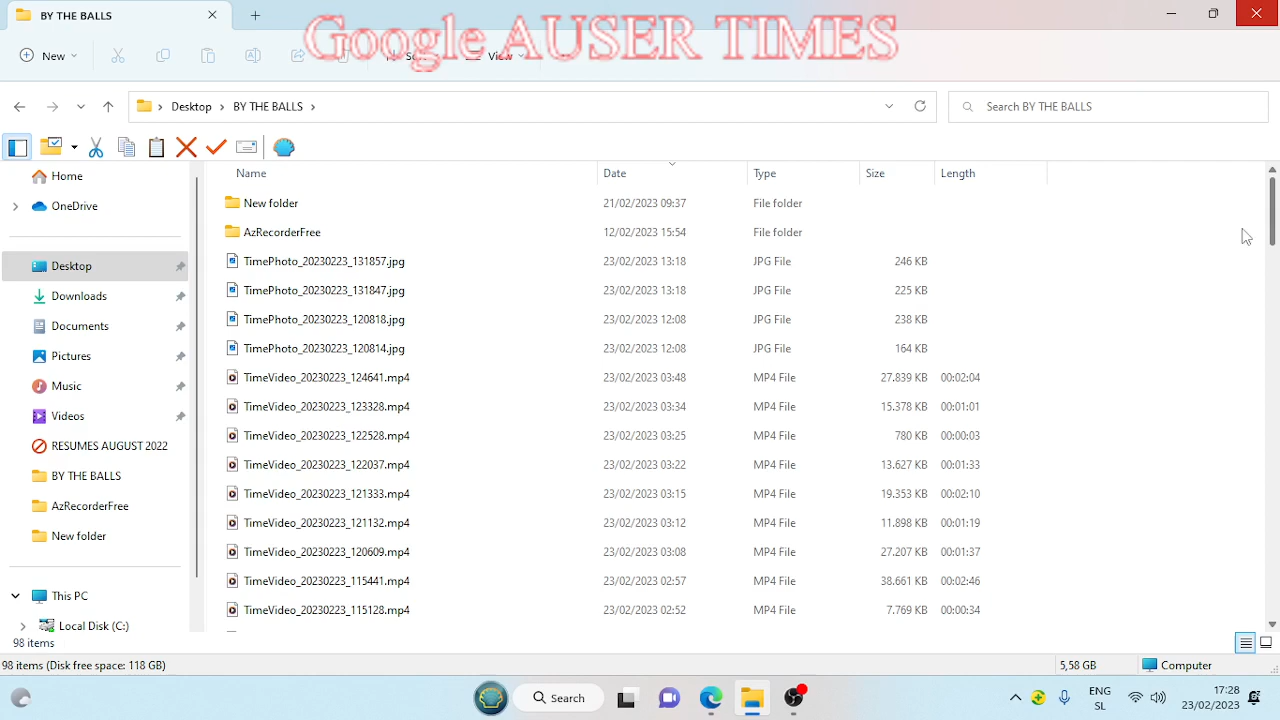 BY THE BALLS
Google AUSER TIMES
New
View
Desktop BY THE BALLS
Search BY THE BALLS
Home
OneDrive
Desktop
Downloads
Documents
Pictures
Music
Videos
RESUMES AUGUST 2022
BY THE BALLS
AzRecorderFree
New folder
This PC
Local Disk (C:)
Name Date Type Size Length
New folder 21/02/2023 09:37 File folder
AzRecorderFree 12/02/2023 15:54 File folder
TimePhoto_20230223_131857.jpg 23/02/2023 13:18 JPG File 246 KB
TimePhoto_20230223_131847.jpg 23/02/2023 13:18 JPG File 225 KB
TimePhoto_20230223_120818.jpg 23/02/2023 12:08 JPG File 238 KB
TimePhoto_20230223_120814.jpg 23/02/2023 12:08 JPG File 164 KB
TimeVideo_20230223_124641.mp4 23/02/2023 03:48 MP4 File 27.839 KB 00:02:04
TimeVideo_20230223_123328.mp4 23/02/2023 03:34 MP4 File 15.378 KB 00:01:01
TimeVideo_20230223_122528.mp4 23/02/2023 03:25 MP4 File 780 KB 00:00:03
TimeVideo_20230223_122037.mp4 23/02/2023 03:22 MP4 File 13.627 KB 00:01:33
TimeVideo_20230223_121333.mp4 23/02/2023 03:15 MP4 File 19.353 KB 00:02:10
TimeVideo_20230223_121132.mp4 23/02/2023 03:12 MP4 File 11.898 KB 00:01:19
TimeVideo_20230223_120609.mp4 23/02/2023 03:08 MP4 File 27.207 KB 00:01:37
TimeVideo_20230223_115441.mp4 23/02/2023 02:57 MP4 File 38.661 KB 00:02:46
TimeVideo_20230223_115128.mp4 23/02/2023 02:52 MP4 File 7.769 KB 00:00:34
98 items
98 items (Disk free space: 118 GB) 5,58 GB Computer
Search
ENG
SL
17:28
23/02/2023